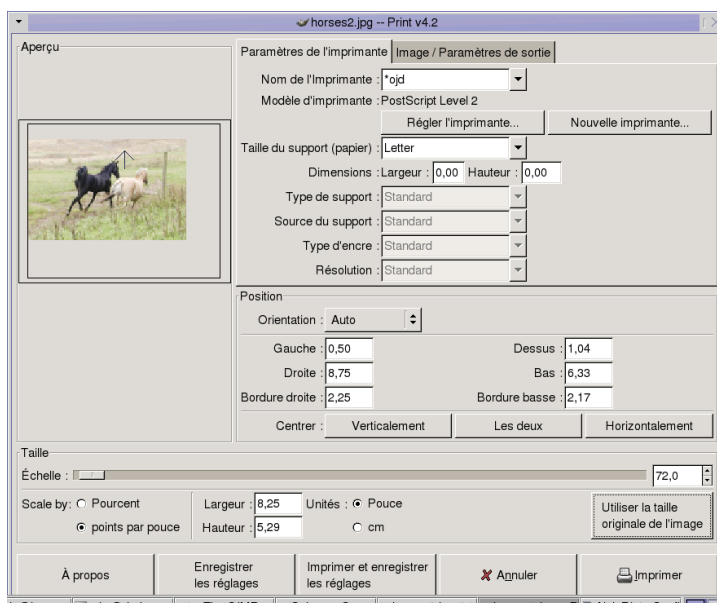 horses2.jpg -- Print v4.2
Aperçu
Paramètres de l'imprimante
Image / Paramètres de sortie
Nom de l'Imprimante : *ojd
Modèle d'imprimante : PostScript Level 2
Régler l'imprimante... Nouvelle imprimante...
Taille du support (papier) : Letter
Dimensions : Largeur : 0,00 Hauteur : 0,00
Type de support : Standard
Source du support : Standard
Type d'encre : Standard
Résolution : Standard
Position
Orientation : Auto
Gauche : 0,50 Dessus : 1,04
Droite : 8,75 Bas : 6,33
Bordure droite : 2,25 Bordure basse : 2,17
Centrer : Verticalement Les deux Horizontalement
Taille
Échelle : 72,0
Scale by: Pourcent Largeur : 8,25 Unités : Pouce
points par pouce Hauteur : 5,29 cm
Utiliser la taille
originale de l'image
À propos
Enregistrer
les réglages
Imprimer et enregistrer
les réglages
Annuler
Imprimer